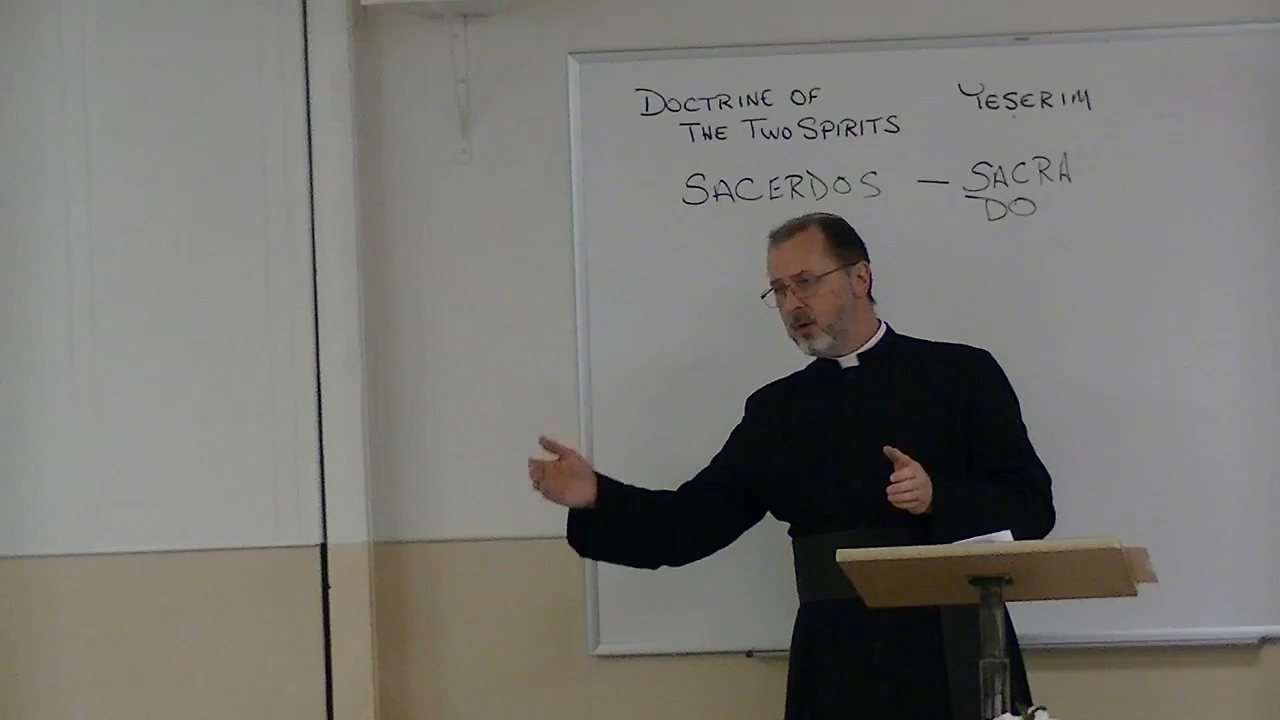 DOCTRINE OF
THE TWO SPIRITS
YESERIM
SACERDOS — SACRA
DO